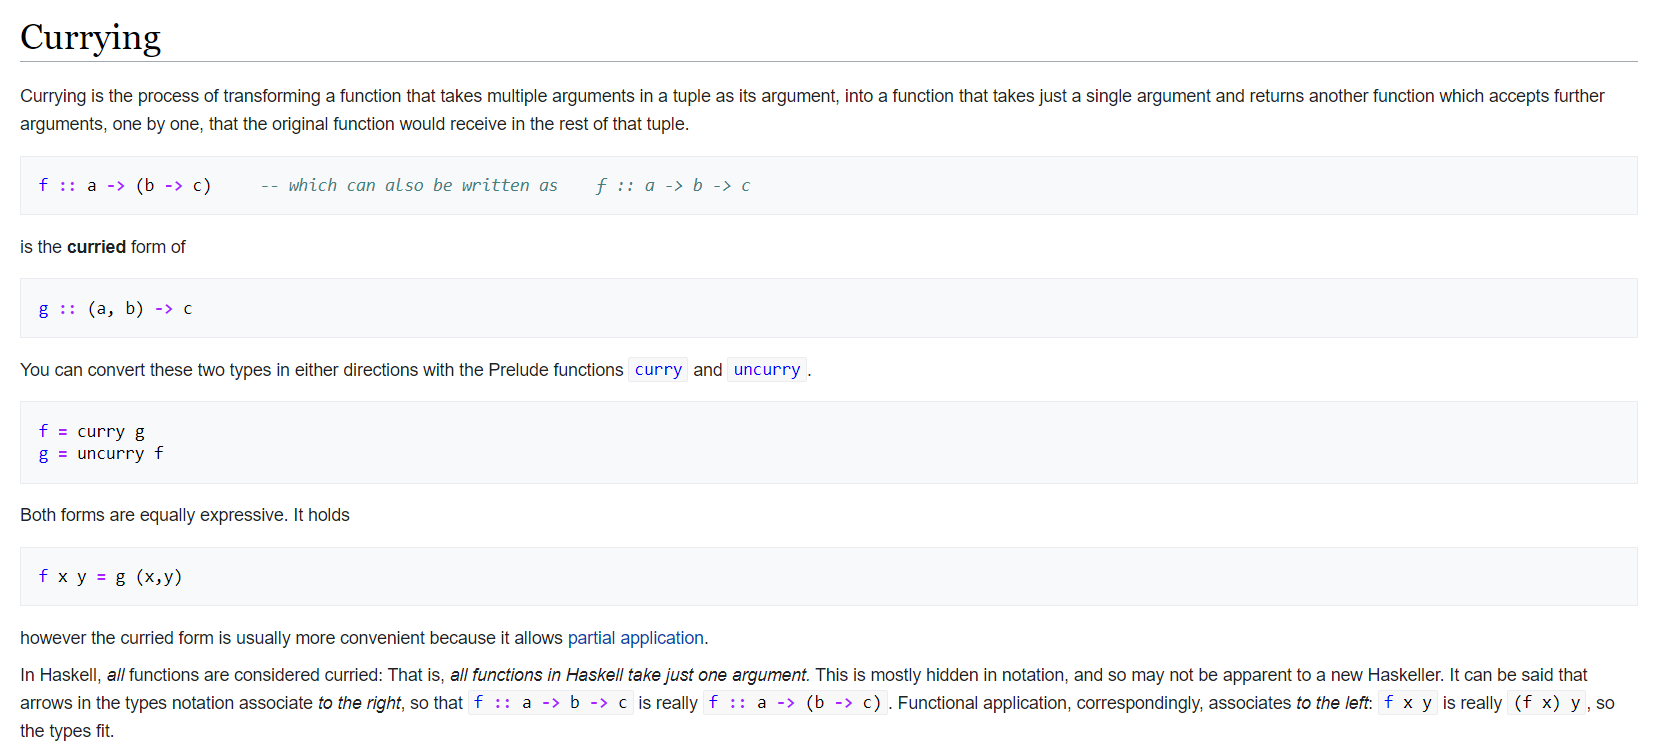 Currying
Currying is the process of transforming a function that takes multiple arguments in a tuple as its argument, into a function that takes just a single argument and returns another function which accepts further
arguments, one by one, that the original function would receive in the rest of that tuple.
f :: a -> (b -> c)     -- which can also be written as    f :: a -> b -> c
is the curried form of
g :: (a, b) -> c
You can convert these two types in either directions with the Prelude functions curry and uncurry.
f = curry g
g = uncurry f
Both forms are equally expressive. It holds
f x y = g (x,y)
however the curried form is usually more convenient because it allows partial application.
In Haskell, all functions are considered curried: That is, all functions in Haskell take just one argument. This is mostly hidden in notation, and so may not be apparent to a new Haskeller. It can be said that
arrows in the types notation associate to the right, so that f :: a -> b -> c is really f :: a -> (b -> c). Functional application, correspondingly, associates to the left: f x y is really (f x) y, so
the types fit.